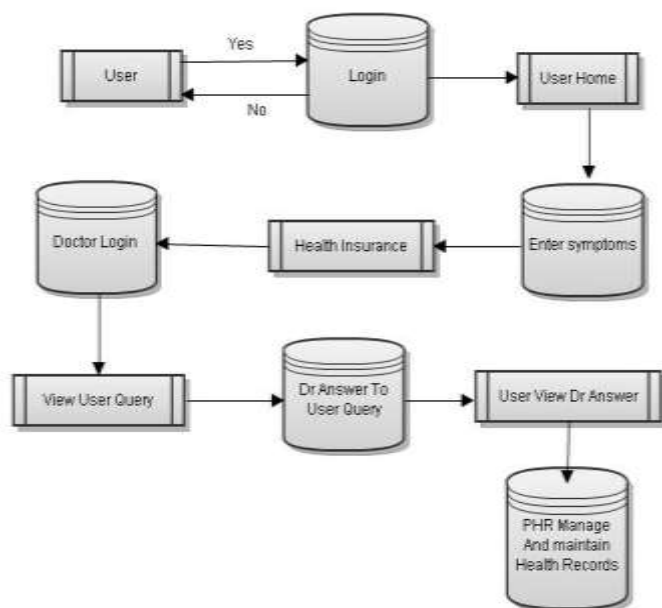 Yes
User
Login
User Home
No
Doctor Login
Health Insurance
Enter symptoms
View User Query
Dr Answer To
User Query
User View Dr Answer
PHR Manage
And maintain
Health Records